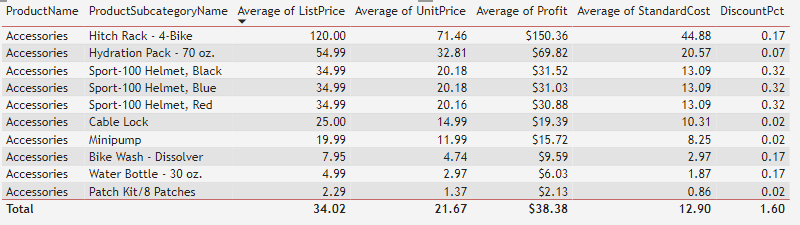 ProductName ProductSubcategoryName Average of ListPrice Average of UnitPrice Average of Profit Average of StandardCost DiscountPct
Accessories Hitch Rack - 4-Bike 120.00 71.46 $150.36 44.88 0.17
Accessories Hydration Pack - 70 oz. 54.99 32.81 $69.82 20.57 0.07
Accessories Sport-100 Helmet, Black 34.99 20.18 $31.52 13.09 0.32
Accessories Sport-100 Helmet, Blue 34.99 20.18 $31.03 13.09 0.32
Accessories Sport-100 Helmet, Red 34.99 20.16 $30.88 13.09 0.32
Accessories Cable Lock 25.00 14.99 $19.39 10.31 0.02
Accessories Minipump 19.99 11.99 $15.72 8.25 0.02
Accessories Bike Wash - Dissolver 7.95 4.74 $9.59 2.97 0.17
Accessories Water Bottle - 30 oz. 4.99 2.97 $6.03 1.87 0.17
Accessories Patch Kit/8 Patches 2.29 1.37 $2.13 0.86 0.02
Total 34.02 21.67 $38.38 12.90 1.60